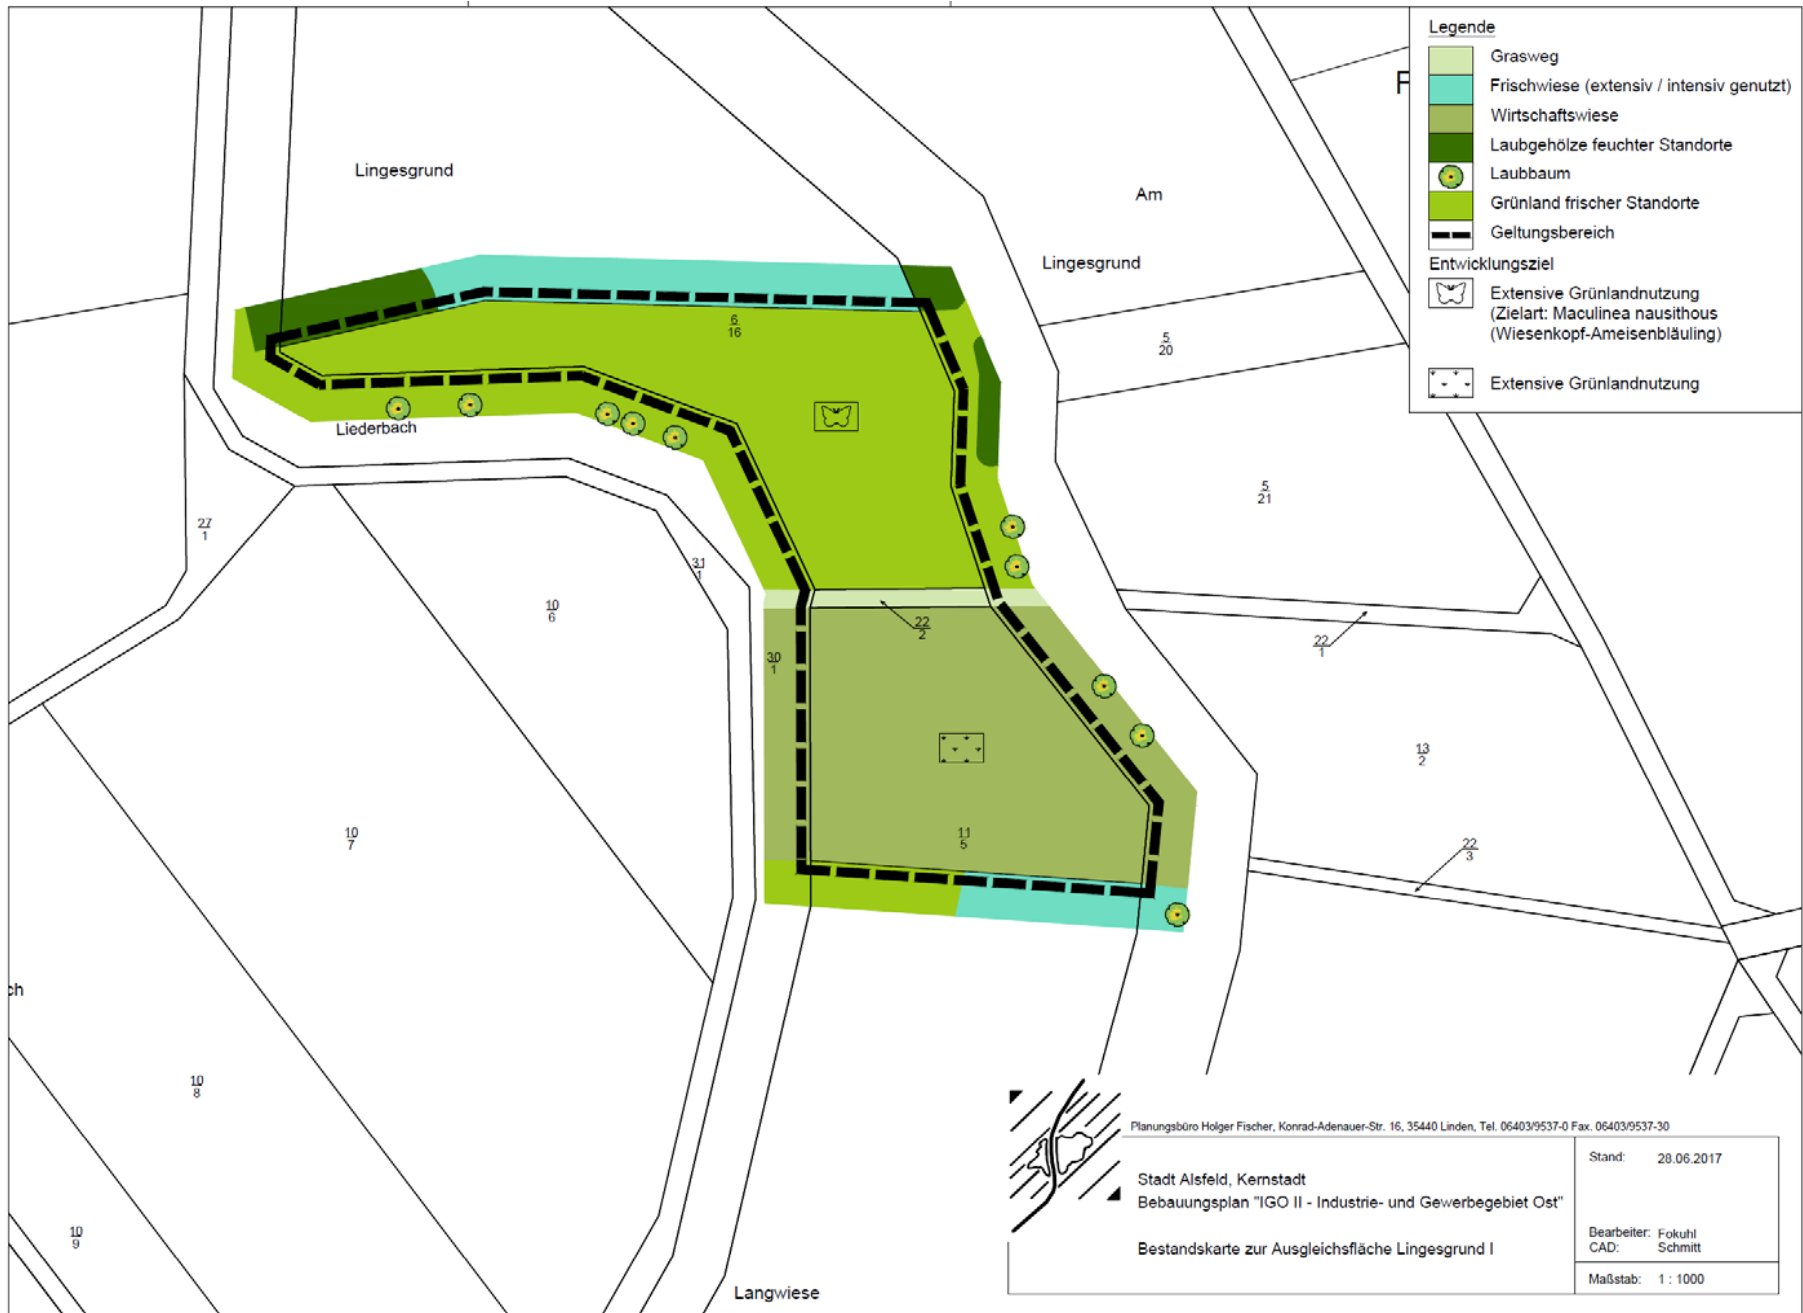 Legende
Grasweg
Frischwiese (extensiv / intensiv genutzt)
Wirtschaftswiese
Laubgehölze feuchter Standorte
Laubbaum
Grünland frischer Standorte
Geltungsbereich
Entwicklungsziel
Extensive Grünlandnutzung
(Zielart: Maculinea nausithous
(Wiesenkopf-Ameisenbläuling)
Extensive Grünlandnutzung
F
Lingesgrund
Am
Lingesgrund
6
16
5
20
Liederbach
5
21
27
1
31
1
10
6
22
2
22
1
30
1
13
2
10
7
11
5
22
3
ch
10
8
10
9
Langwiese
Planungsbüro Holger Fischer, Konrad-Adenauer-Str. 16, 35440 Linden, Tel. 06403/9537-0 Fax. 06403/9537-30
Stadt Alsfeld, Kernstadt
Bebauungsplan "IGO II - Industrie- und Gewerbegebiet Ost"
Bestandskarte zur Ausgleichsfläche Lingesgrund I
Stand: 28.06.2017
Bearbeiter: Fokuhl
CAD: Schmitt
Maßstab: 1 : 1000